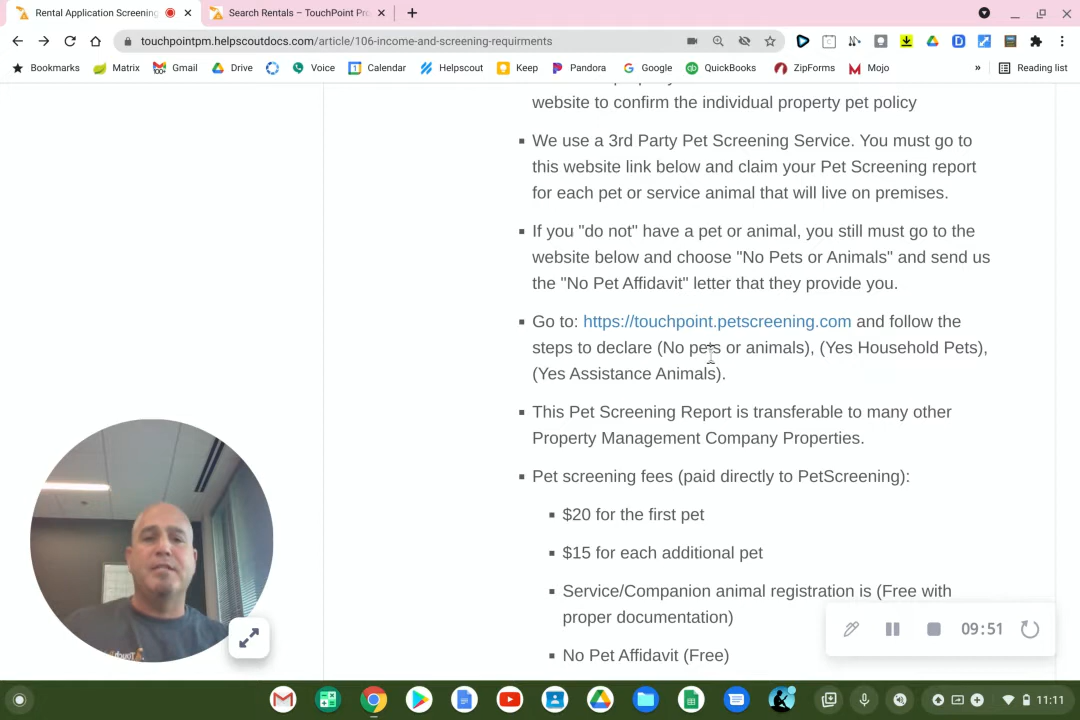 Rental Application Screening
Search Rentals – TouchPoint Pro
touchpointpm.helpscoutdocs.com/article/106-income-and-screening-requirments
Bookmarks Matrix Gmail Drive Voice Calendar Helpscout Keep Pandora Google QuickBooks ZipForms Mojo » Reading list
website to confirm the individual property pet policy
We use a 3rd Party Pet Screening Service. You must go to
this website link below and claim your Pet Screening report
for each pet or service animal that will live on premises.
If you "do not" have a pet or animal, you still must go to the
website below and choose "No Pets or Animals" and send us
the "No Pet Affidavit" letter that they provide you.
Go to: https://touchpoint.petscreening.com and follow the
steps to declare (No pets or animals), (Yes Household Pets),
(Yes Assistance Animals).
This Pet Screening Report is transferable to many other
Property Management Company Properties.
Pet screening fees (paid directly to PetScreening):
$20 for the first pet
$15 for each additional pet
Service/Companion animal registration is (Free with
proper documentation)
No Pet Affidavit (Free)
09:51
11:11